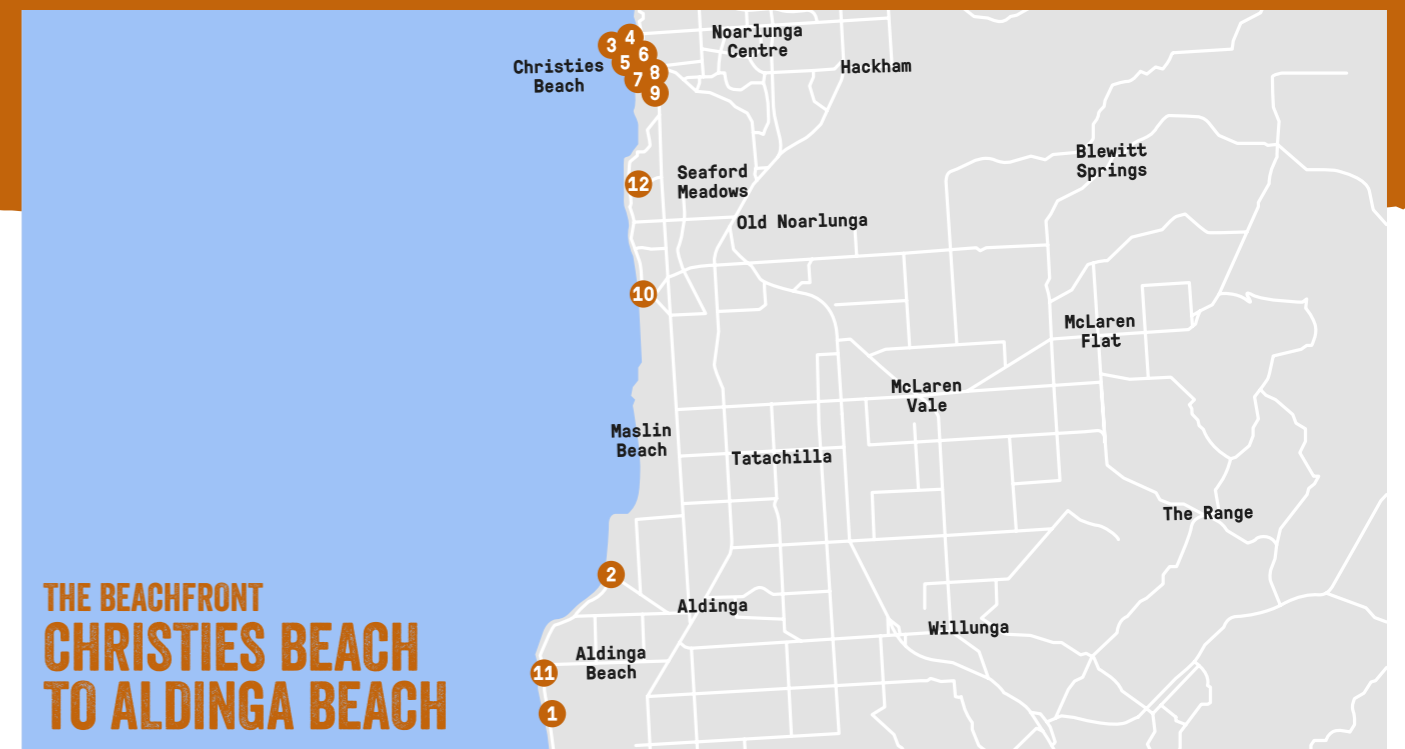 Noarlunga
Centre
4
3
6
5
8
7
9
Christies
Beach
Hackham
Blewitt
Springs
Seaford
Meadows
12
Old Noarlunga
10
McLaren
Flat
McLaren
Vale
Maslin
Beach
Tatachilla
The Range
2
THE BEACHFRONT
CHRISTIES BEACH
TO ALDINGA BEACH
Aldinga
Willunga
Aldinga
Beach
11
1